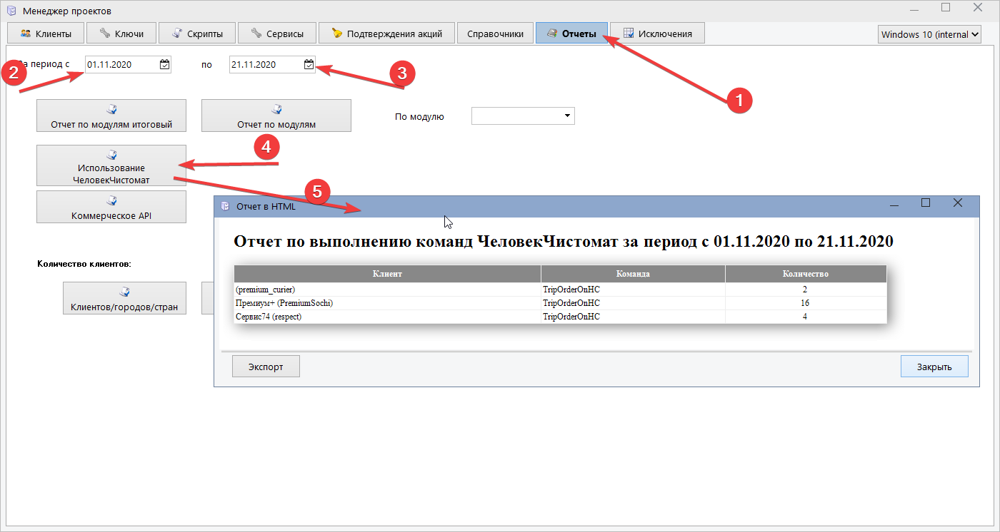 Менеджер проектов
Клиенты Ключи Скрипты Сервисы Подтверждения акций Справочники Отчеты Исключения Windows 10 (internal
1
За период с 01.11.2020 по 21.11.2020
2
3
Отчет по модулям итоговый Отчет по модулям По модулю
4
Использование
ЧеловекЧистомат
5
Коммерческое API
Количество клиентов:
Клиентов/городов/стран
Отчет в HTML
Отчет по выполнению команд ЧеловекЧистомат за период с 01.11.2020 по 21.11.2020
Клиент Команда Количество
(premium_curier) TripOrderOnHC 2
Премиум+ (PremiumSochi) TripOrderOnHC 16
Сервис74 (respect) TripOrderOnHC 4
Экспорт Закрыть